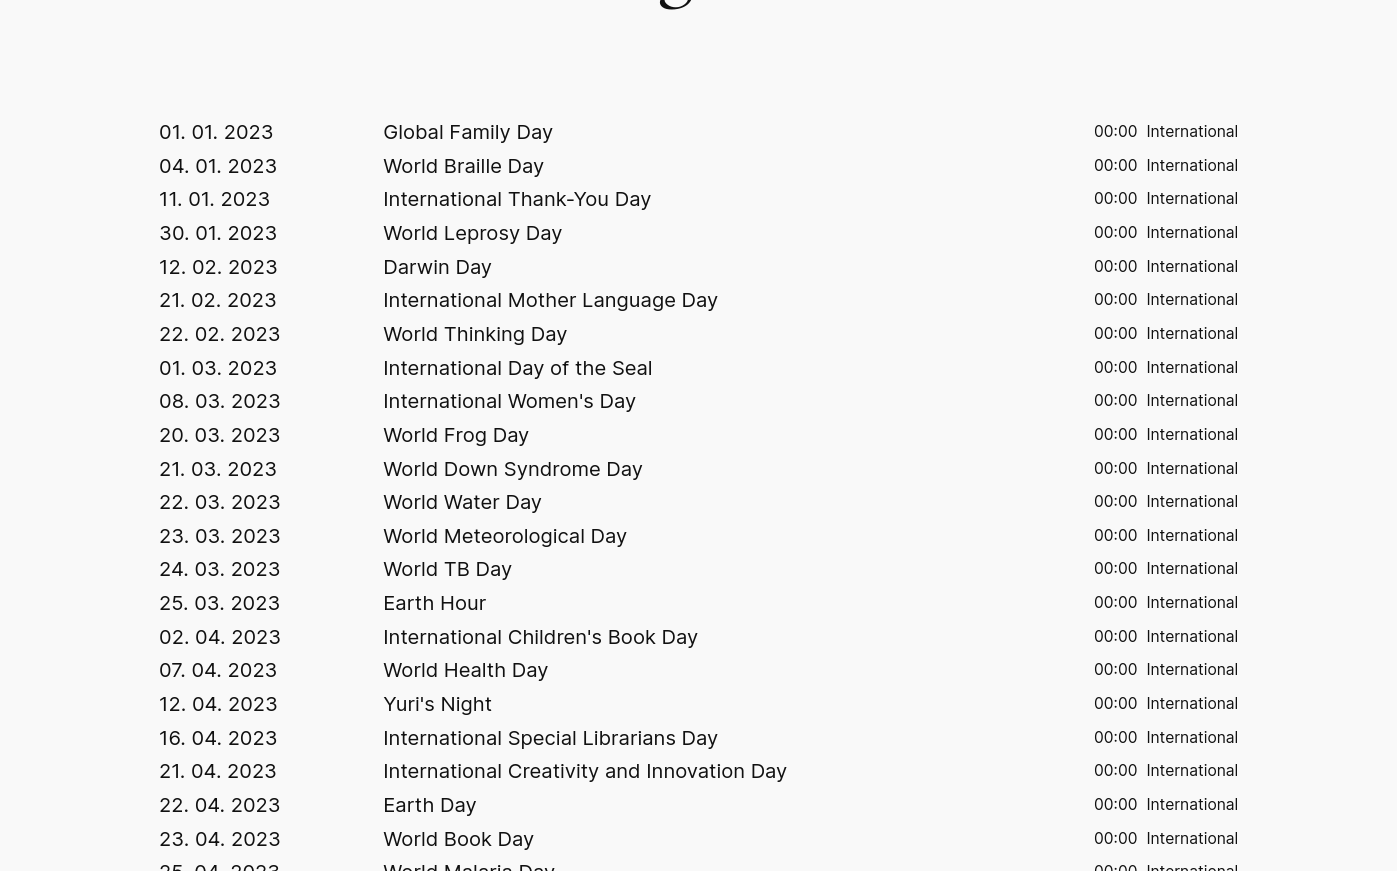 01. 01. 2023 Global Family Day 00:00 International
04. 01. 2023 World Braille Day 00:00 International
11. 01. 2023 International Thank-You Day 00:00 International
30. 01. 2023 World Leprosy Day 00:00 International
12. 02. 2023 Darwin Day 00:00 International
21. 02. 2023 International Mother Language Day 00:00 International
22. 02. 2023 World Thinking Day 00:00 International
01. 03. 2023 International Day of the Seal 00:00 International
08. 03. 2023 International Women's Day 00:00 International
20. 03. 2023 World Frog Day 00:00 International
21. 03. 2023 World Down Syndrome Day 00:00 International
22. 03. 2023 World Water Day 00:00 International
23. 03. 2023 World Meteorological Day 00:00 International
24. 03. 2023 World TB Day 00:00 International
25. 03. 2023 Earth Hour 00:00 International
02. 04. 2023 International Children's Book Day 00:00 International
07. 04. 2023 World Health Day 00:00 International
12. 04. 2023 Yuri's Night 00:00 International
16. 04. 2023 International Special Librarians Day 00:00 International
21. 04. 2023 International Creativity and Innovation Day 00:00 International
22. 04. 2023 Earth Day 00:00 International
23. 04. 2023 World Book Day 00:00 International
25. 04. 2023 World Malaria Day 00:00 International